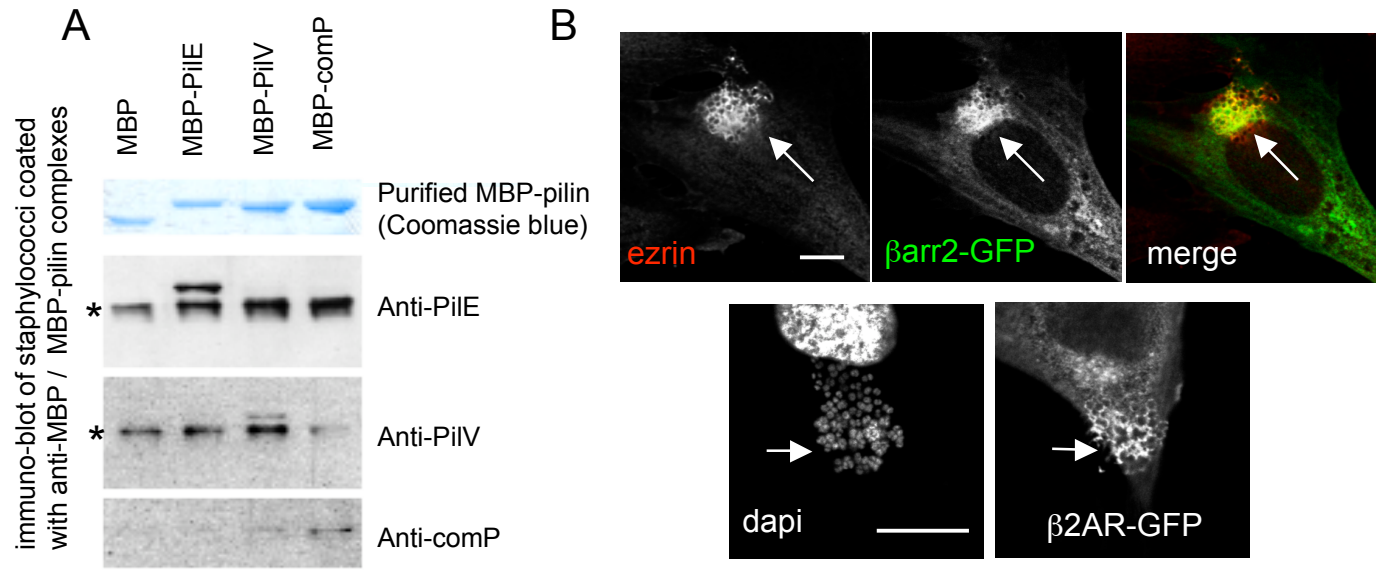 A
B
immuno-blot of staphylococci coated
with anti-MBP / MBP-pilin complexes
MBP
MBP-PilE
MBP-PilV
MBP-comP
Purified MBP-pilin
(Coomassie blue)
*
Anti-PilE
*
Anti-PilV
Anti-comP
ezrin
βarr2-GFP
merge
dapi
β2AR-GFP